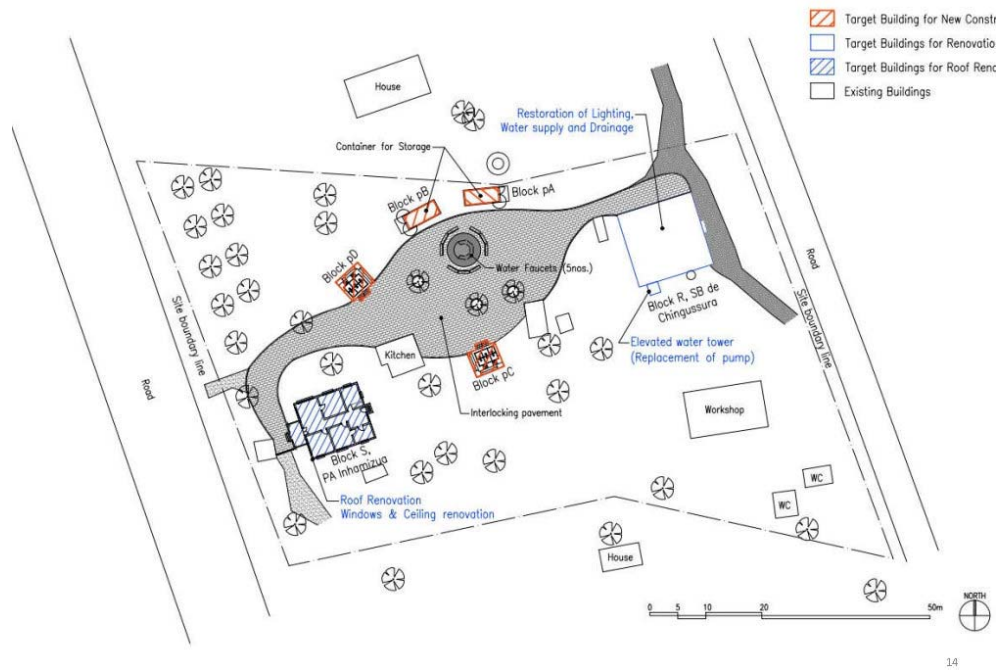 Target Building for New Constr
Target Buildings for Renovatio
Target Buildings for Roof Reno
Existing Buildings
House
Restoration of Lighting,
Water supply and Drainage
Container for Storage
Block pB
Block pA
Block pD
Water Faucets (5nos.)
Block R, SB de
Chingussura
Road
Site boundary line
Site boundary line
Road
Elevated water tower
(Replacement of pump)
Kitchen
Block pC
Interlocking pavement
Workshop
Block S,
PA Inhamizua
Roof Renovation
Windows & Ceiling renovation
WC
WC
House
0 5 10 20 50m
NORTH
14